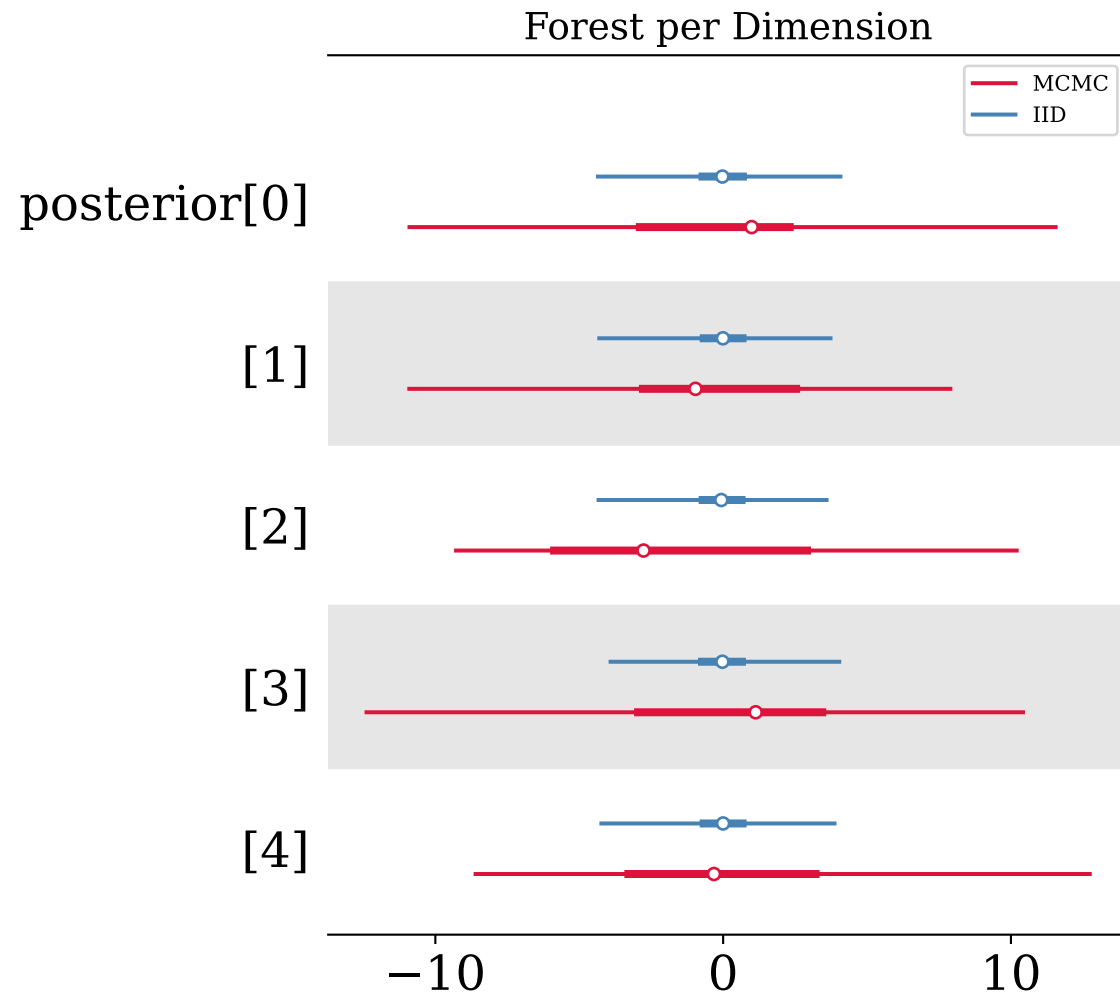 Forest per Dimension
MCMC
IID
posterior[0]
[1]
[2]
[3]
[4]
−10 0 10